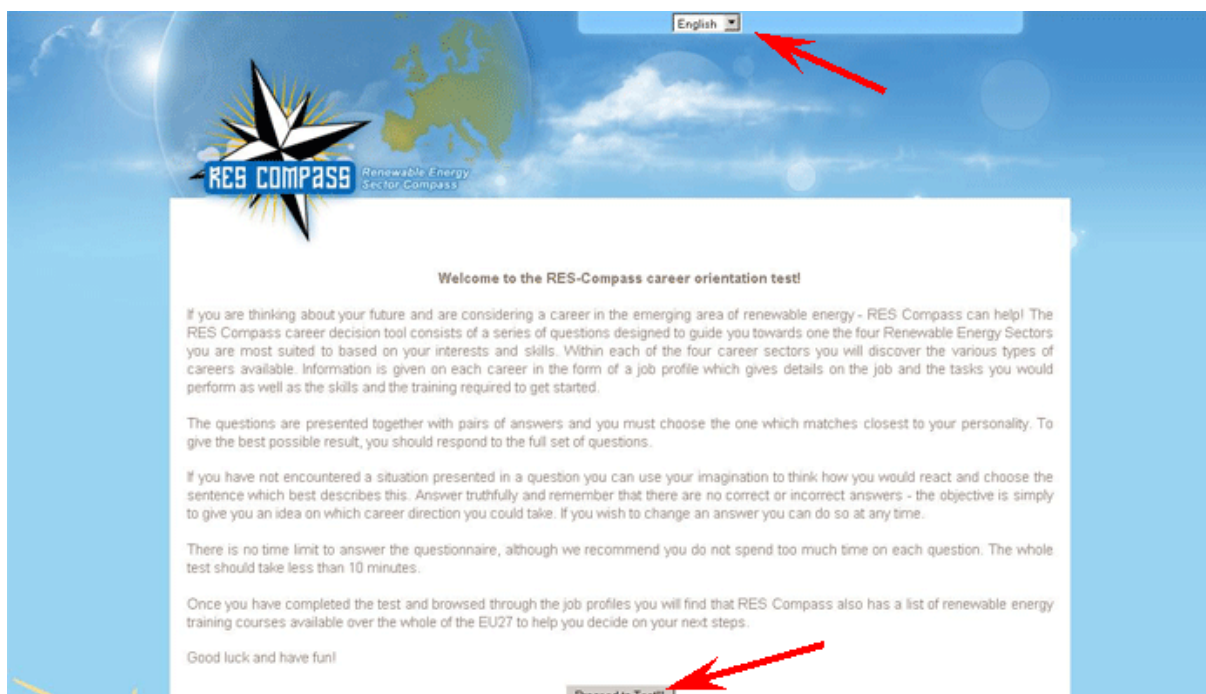 English
RES COMPASS
Renewable Energy
Sector Compass
Welcome to the RES-Compass career orientation test!
If you are thinking about your future and are considering a career in the emerging area of renewable energy - RES Compass can help! The
RES Compass career decision tool consists of a series of questions designed to guide you towards one the four Renewable Energy Sectors
you are most suited to based on your interests and skills. Within each of the four career sectors you will discover the various types of
careers available. Information is given on each career in the form of a job profile which gives details on the job and the tasks you would
perform as well as the skills and the training required to get started.
The questions are presented together with pairs of answers and you must choose the one which matches closest to your personality. To
give the best possible result, you should respond to the full set of questions.
If you have not encountered a situation presented in a question you can use your imagination to think how you would react and choose the
sentence which best describes this. Answer truthfully and remember that there are no correct or incorrect answers - the objective is simply
to give you an idea on which career direction you could take. If you wish to change an answer you can do so at any time.
There is no time limit to answer the questionnaire, although we recommend you do not spend too much time on each question. The whole
test should take less than 10 minutes.
Once you have completed the test and browsed through the job profiles you will find that RES Compass also has a list of renewable energy
training courses available over the whole of the EU27 to help you decide on your next steps.
Good luck and have fun!
Proceed to Test!!